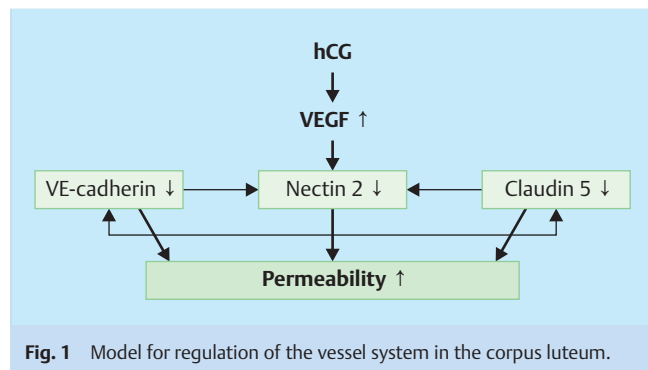 hCG
VEGF ↑
VE-cadherin ↓ Nectin 2 ↓ Claudin 5 ↓
Permeability ↑
Fig. 1 Model for regulation of the vessel system in the corpus luteum.